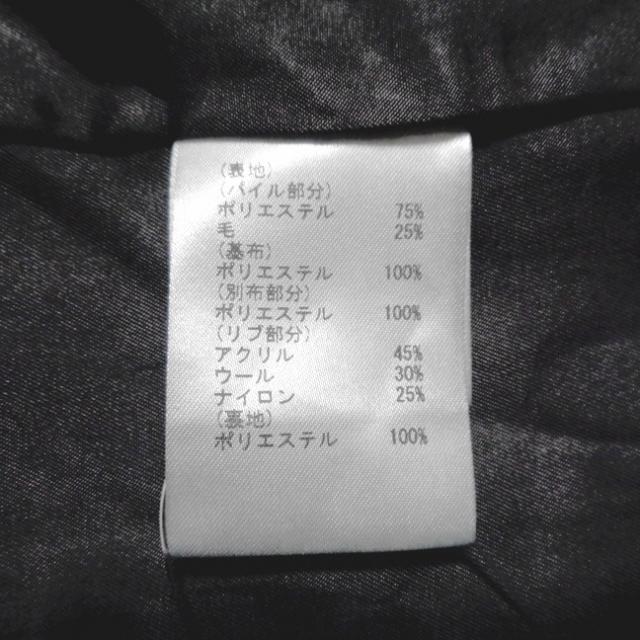 (表地)
(パイル部分)
ポリエステル 75%
毛 25%
(基布)
ポリエステル 100%
(別布部分)
ポリエステル 100%
(リブ部分)
アクリル 45%
ウール 30%
ナイロン 25%
(裏地)
ポリエステル 100%